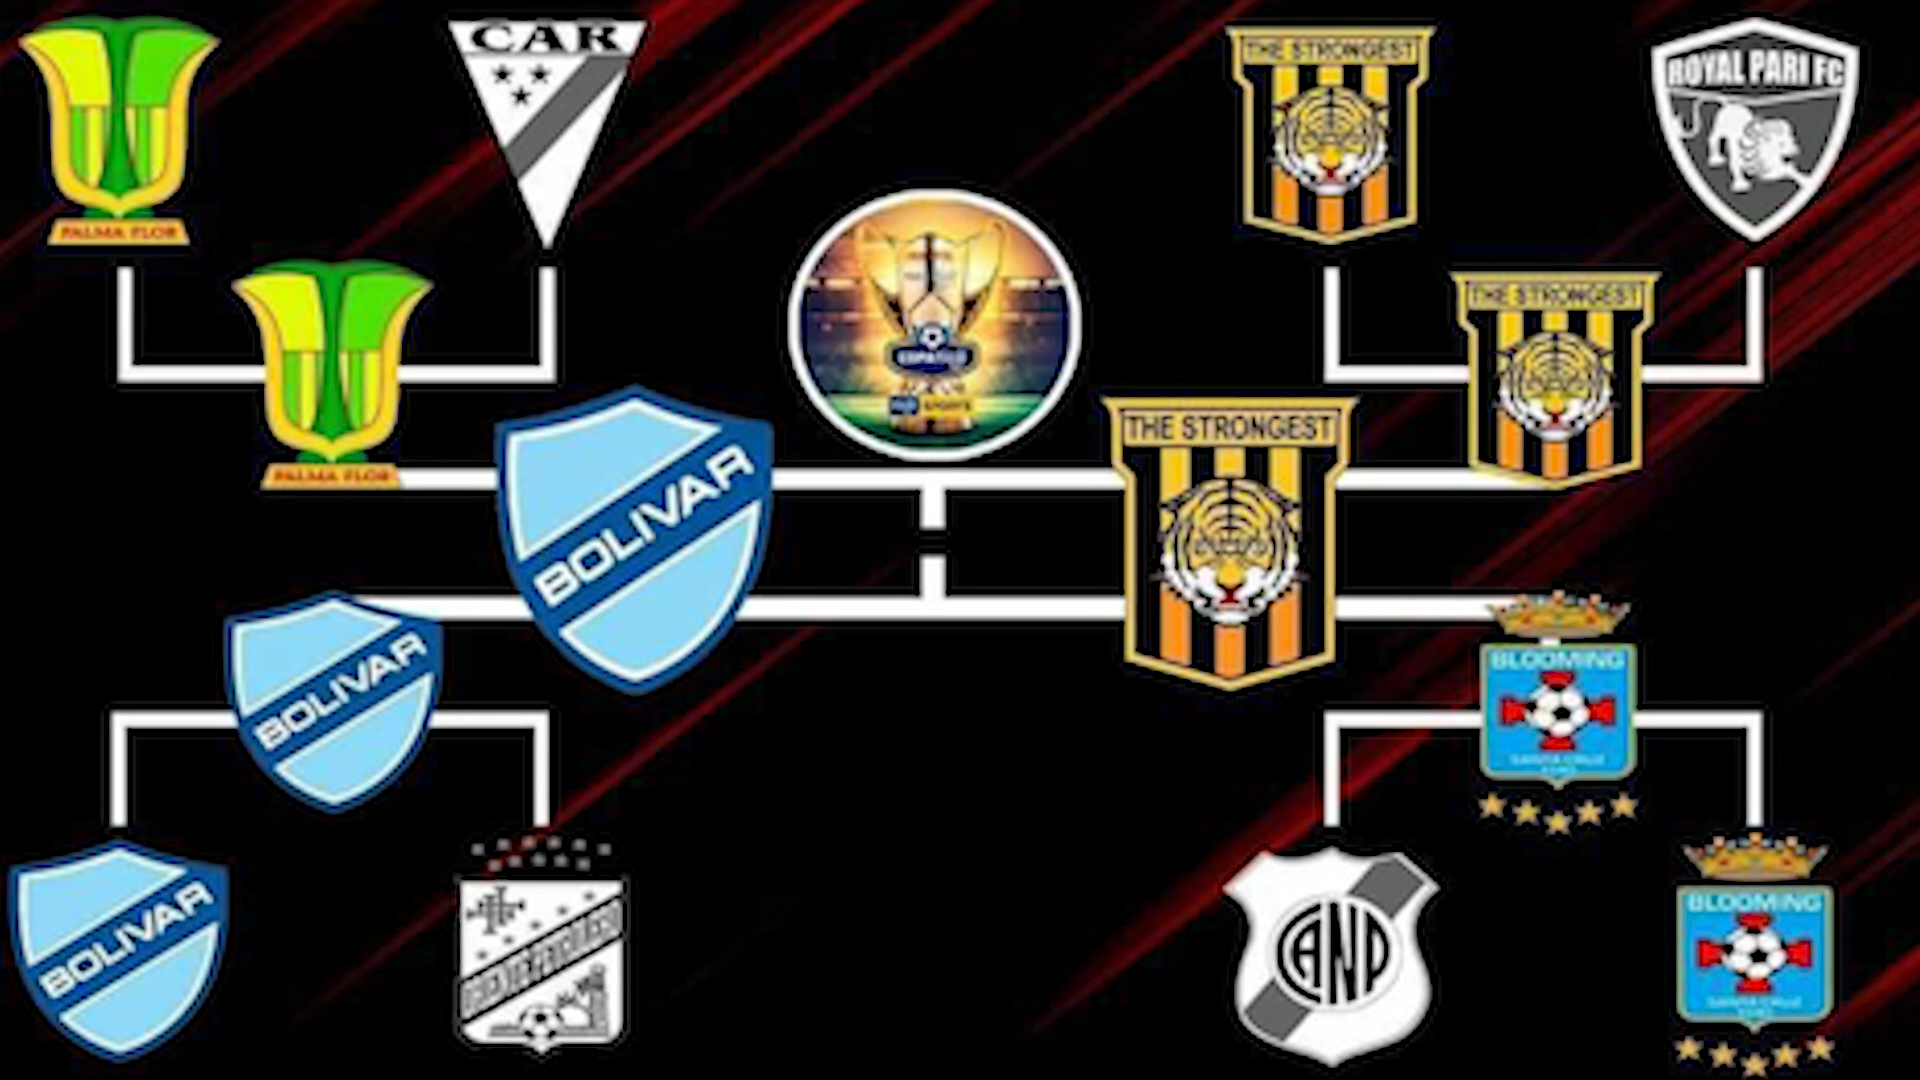 CAR
THE STRONGEST
ROYAL PARI FC
PALMA FLOR
THE STRONGEST
THE STRONGEST
BOLIVAR
PALMA FLOR
BLOOMING
BOLIVAR
BLOOMING
BOLIVAR
CANP